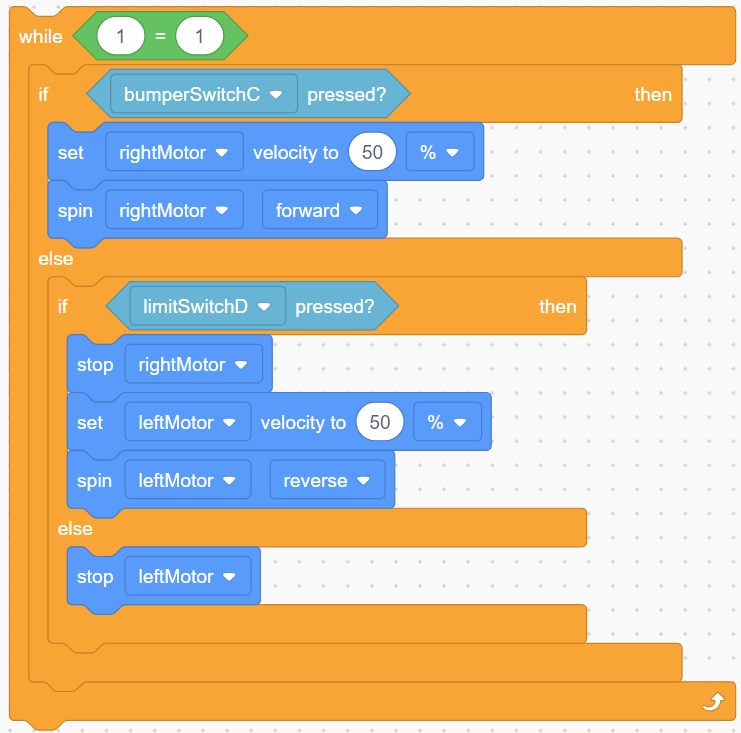 while 1 = 1
if bumperSwitchC pressed? then
set rightMotor velocity to 50 %
spin rightMotor forward
else
if limitSwitchD pressed? then
stop rightMotor
set leftMotor velocity to 50 %
spin leftMotor reverse
else
stop leftMotor